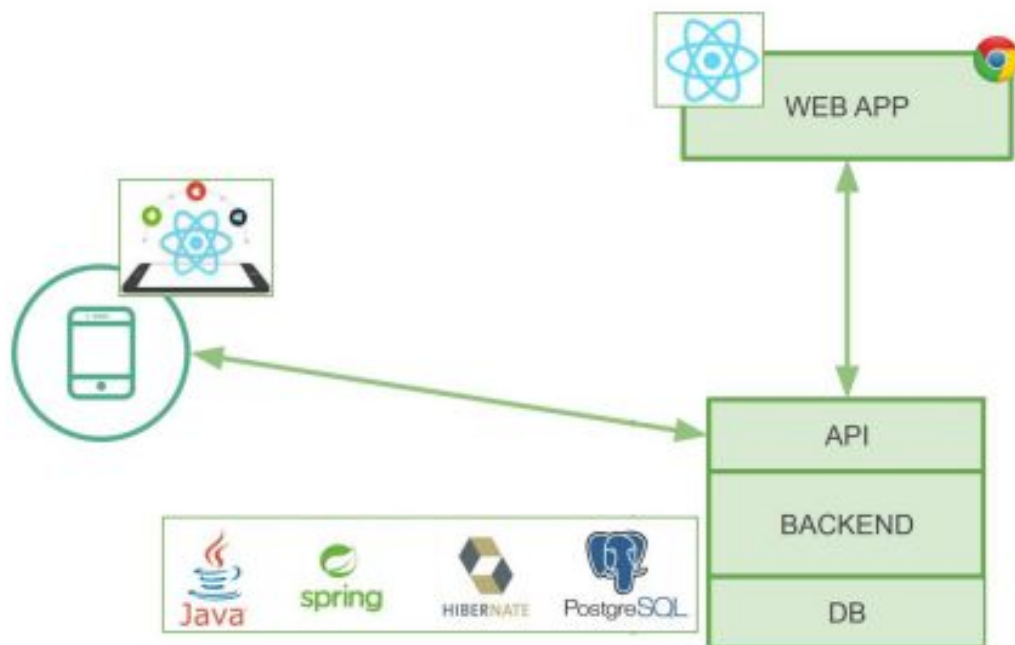 WEB APP
API
BACKEND
DB
Java
spring
HIBERNATE
PostgreSQL